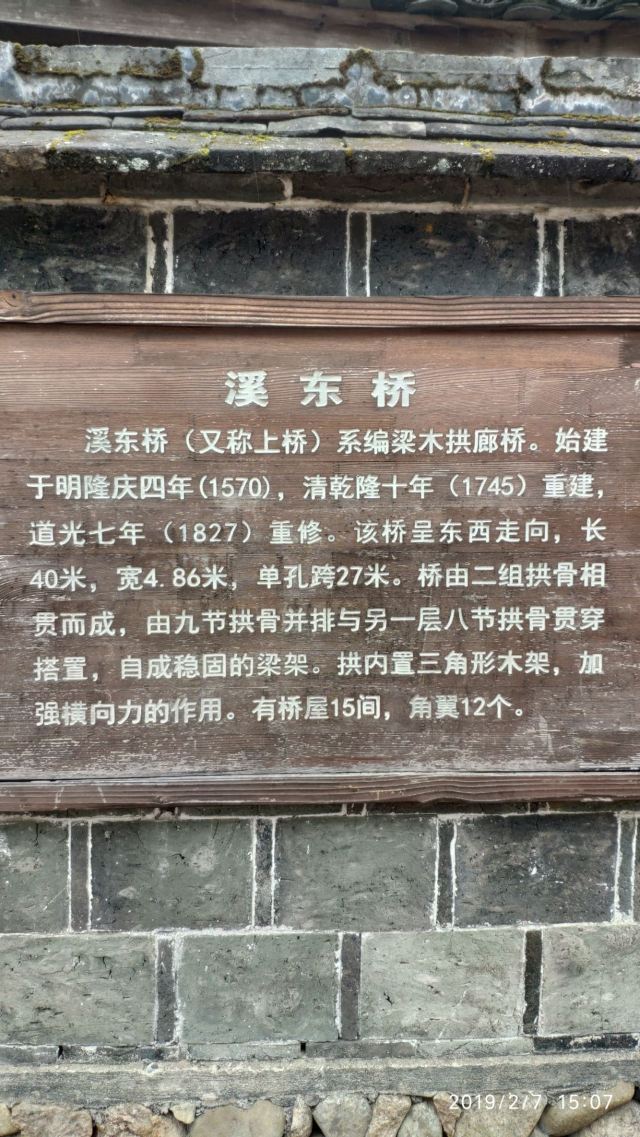 溪东桥
溪东桥（又称上桥）系编梁木拱廊桥。始建
于明隆庆四年(1570)，清乾隆十年（1745）重建，
道光七年（1827）重修。该桥呈东西走向，长
40米，宽4.86米，单孔跨27米。桥由二组拱骨相
贯而成，由九节拱骨并排与另一层八节拱骨贯穿
搭置，自成稳固的梁架。拱内置三角形木架，加
强横向力的作用。有桥屋15间，角翼12个。
2019/2/7 15:07